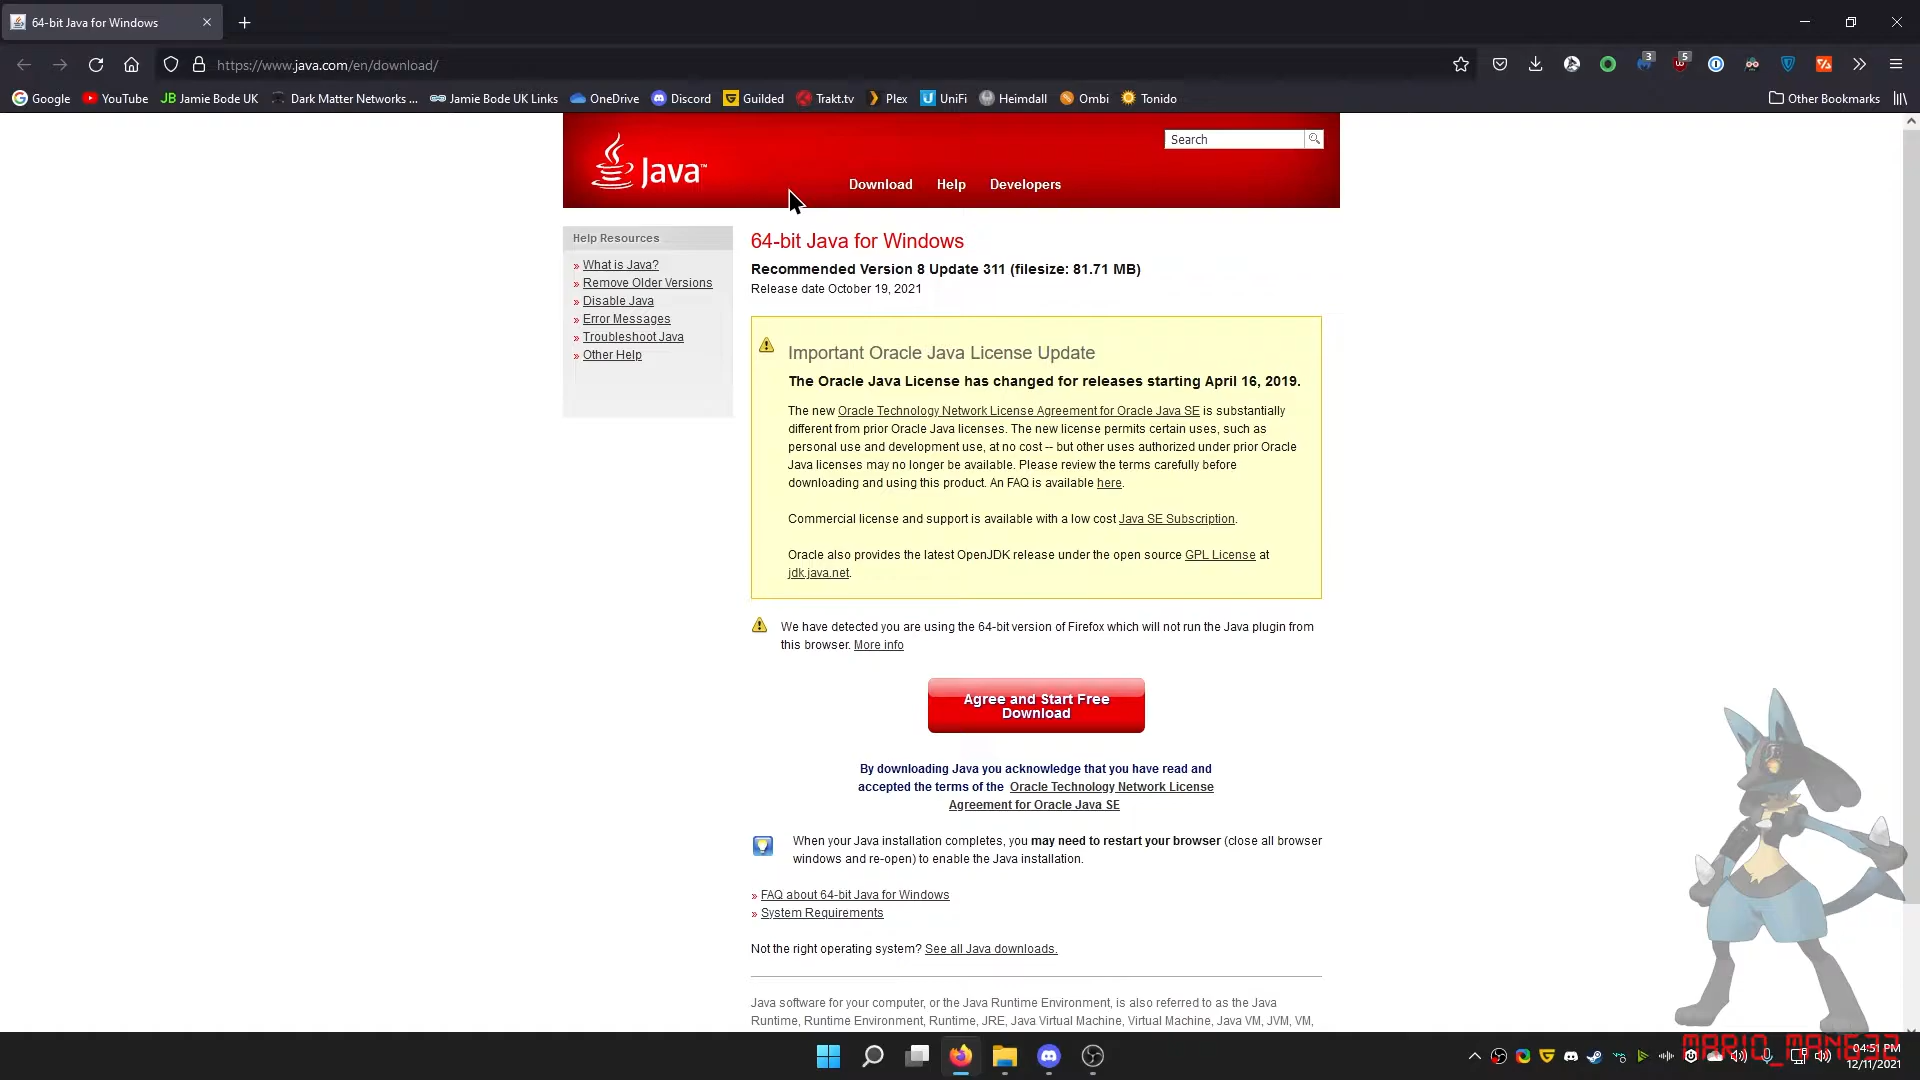 64-bit Java for Windows
https://www.java.com/en/download/
3
5
Google
YouTube
JB Jamie Bode UK
Dark Matter Networks ...
Jamie Bode UK Links
OneDrive
Discord
Guilded
Trakt.tv
Plex
UniFi
Heimdall
Ombi
Tonido
Other Bookmarks
Java™
Search
Download
Help
Developers
Help Resources
» What is Java?
» Remove Older Versions
» Disable Java
» Error Messages
» Troubleshoot Java
» Other Help
64-bit Java for Windows
Recommended Version 8 Update 311 (filesize: 81.71 MB)
Release date October 19, 2021
Important Oracle Java License Update
The Oracle Java License has changed for releases starting April 16, 2019.
The new Oracle Technology Network License Agreement for Oracle Java SE is substantially
different from prior Oracle Java licenses. The new license permits certain uses, such as
personal use and development use, at no cost -- but other uses authorized under prior Oracle
Java licenses may no longer be available. Please review the terms carefully before
downloading and using this product. An FAQ is available here.
Commercial license and support is available with a low cost Java SE Subscription.
Oracle also provides the latest OpenJDK release under the open source GPL License at
jdk.java.net.
We have detected you are using the 64-bit version of Firefox which will not run the Java plugin from
this browser. More info
Agree and Start Free
Download
By downloading Java you acknowledge that you have read and
accepted the terms of the Oracle Technology Network License
Agreement for Oracle Java SE
When your Java installation completes, you may need to restart your browser (close all browser
windows and re-open) to enable the Java installation.
» FAQ about 64-bit Java for Windows
» System Requirements
Not the right operating system? See all Java downloads.
Java software for your computer, or the Java Runtime Environment, is also referred to as the Java
Runtime, Runtime Environment, Runtime, JRE, Java Virtual Machine, Virtual Machine, Java VM, JVM, VM,
MARIO_MAN632
04:51 PM
12/11/2021